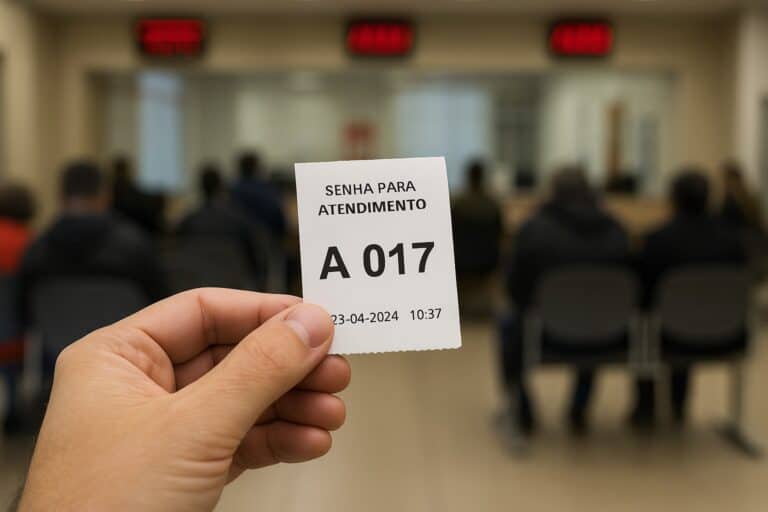 SENHA PARA
ATENDIMENTO
A 017
23-04-2024 10:37